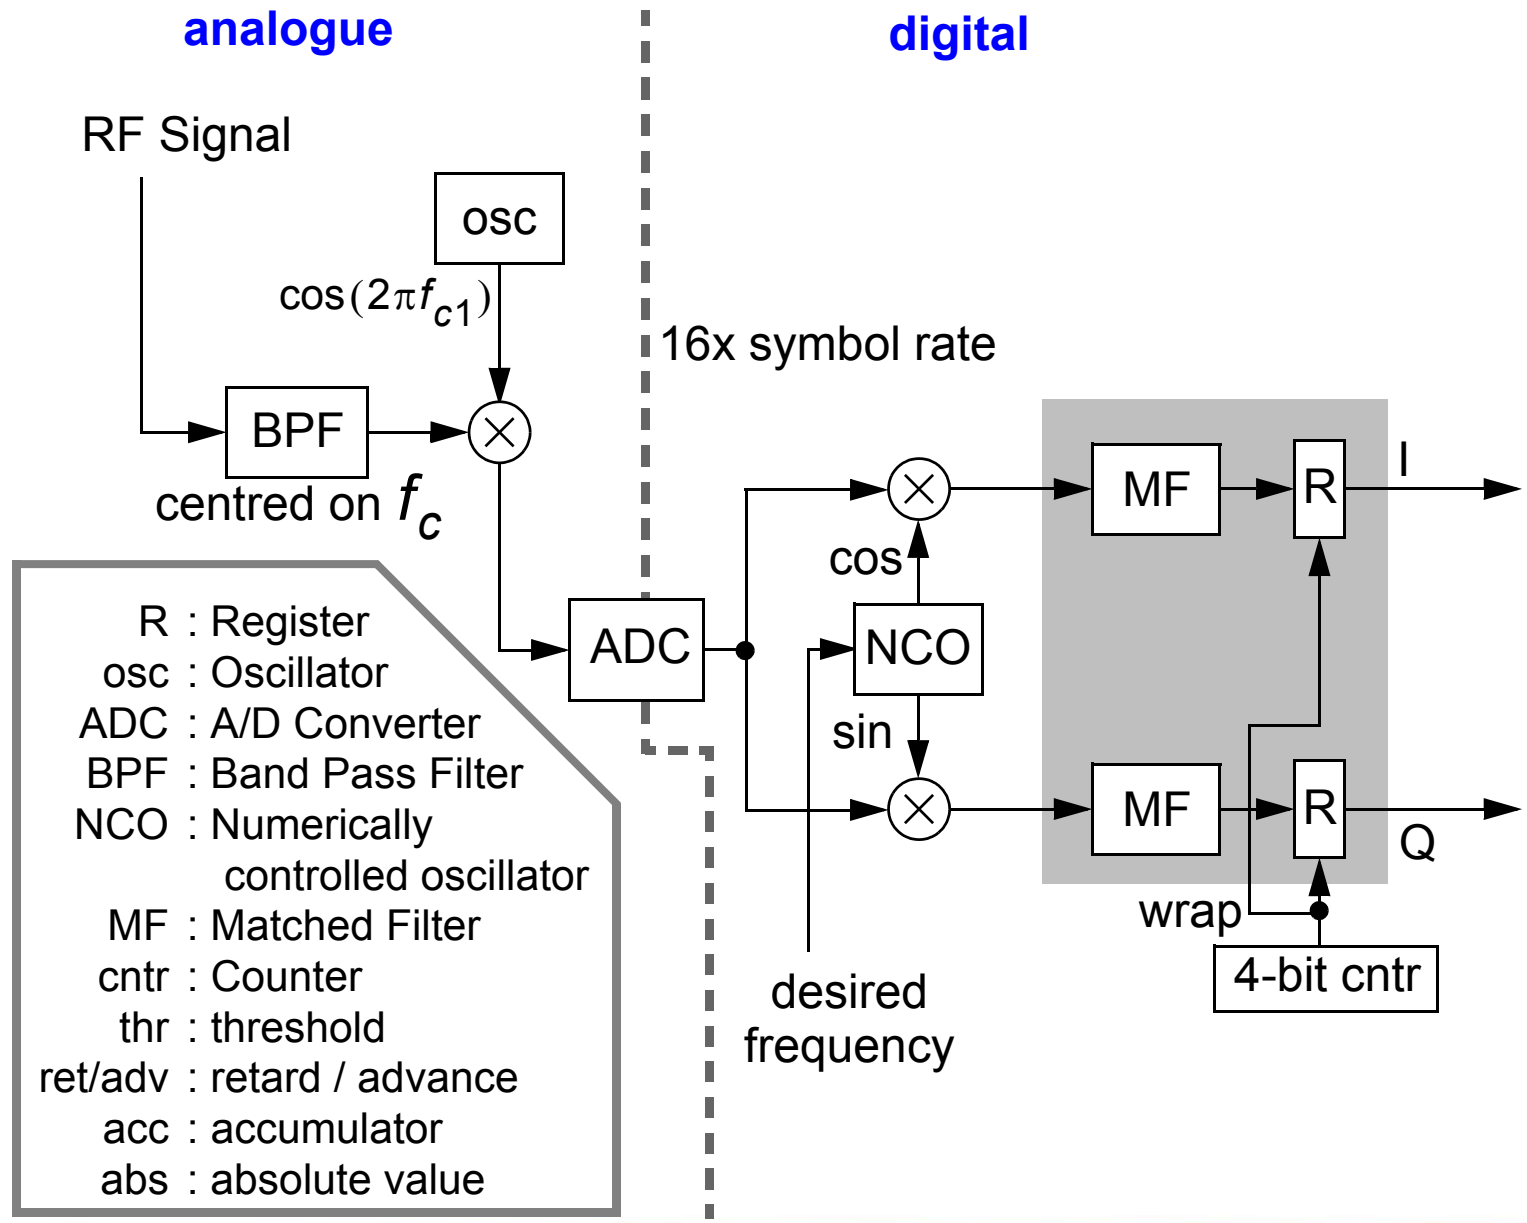 analogue
digital
RF Signal
osc
cos(2πf_c1)
16x symbol rate
BPF
centred on f_c
MF
R
I
cos
ADC
NCO
sin
MF
R
Q
wrap
4-bit cntr
desired
frequency
R : Register
osc : Oscillator
ADC : A/D Converter
BPF : Band Pass Filter
NCO : Numerically
controlled oscillator
MF : Matched Filter
cntr : Counter
thr : threshold
ret/adv : retard / advance
acc : accumulator
abs : absolute value